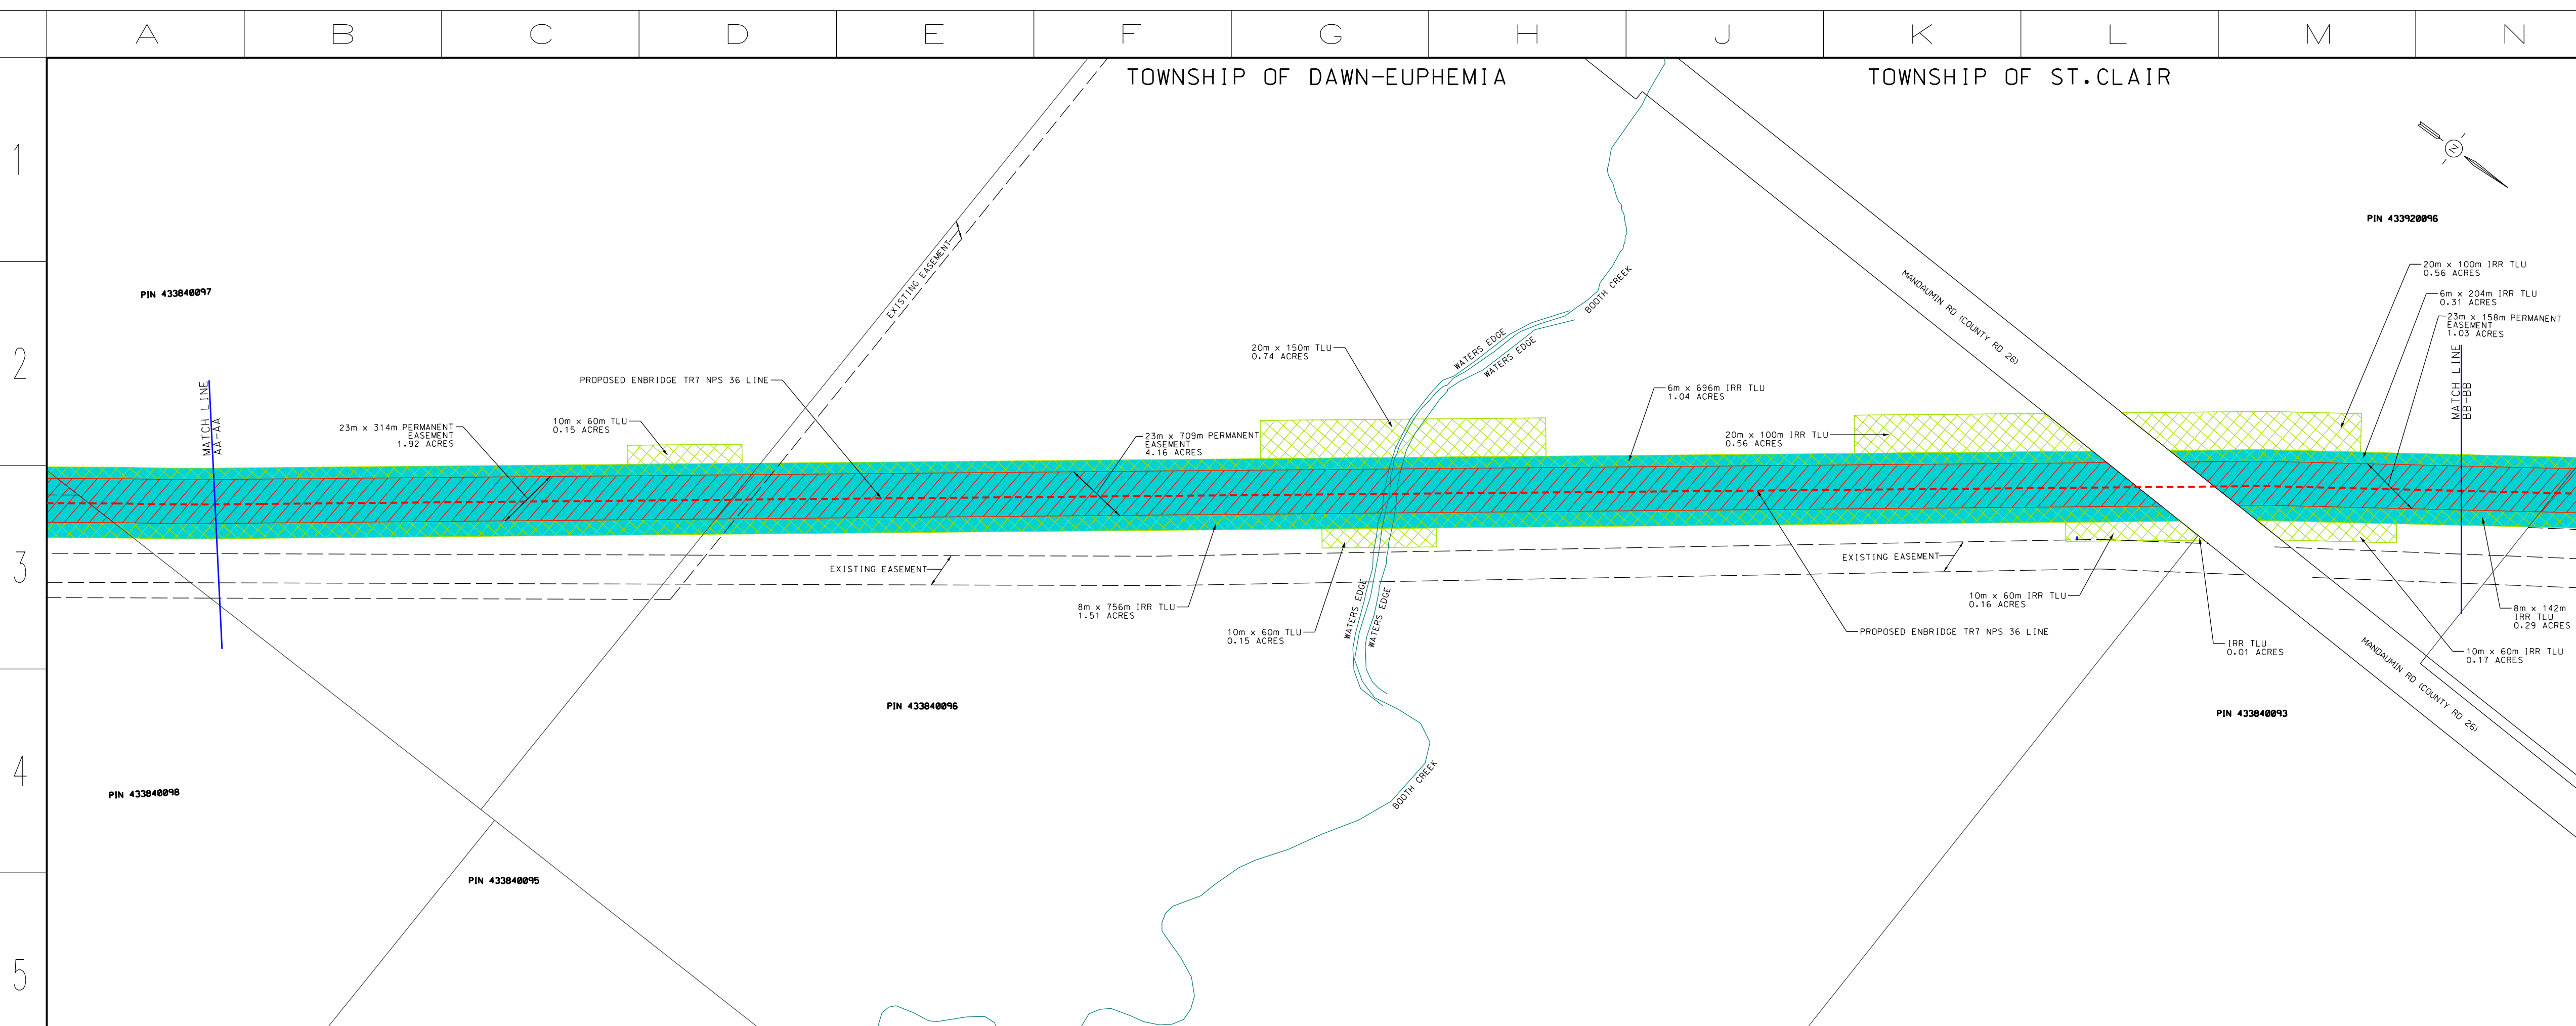 A B C D E F G H J K L M N
TOWNSHIP OF DAWN-EUPHEMIA
TOWNSHIP OF ST.CLAIR
1
N
PIN 433920096
EXISTING EASEMENT
PIN 433840097
BOOTH CREEK
MANDAUMIN RD (COUNTY RD 26)
20m x 100m IRR TLU
0.56 ACRES
6m x 204m IRR TLU
0.31 ACRES
23m x 158m PERMANENT
EASEMENT
1.03 ACRES
2
WATERS EDGE
WATERS EDGE
20m x 150m TLU
0.74 ACRES
PROPOSED ENBRIDGE TR7 NPS 36 LINE
6m x 696m IRR TLU
1.04 ACRES
MATCH LINE
AA-AA
MATCH LINE
BB-BB
23m x 314m PERMANENT
EASEMENT
1.92 ACRES
10m x 60m TLU
0.15 ACRES
23m x 709m PERMANENT
EASEMENT
4.16 ACRES
20m x 100m IRR TLU
0.56 ACRES
3
EXISTING EASEMENT
EXISTING EASEMENT
8m x 756m IRR TLU
1.51 ACRES
10m x 60m TLU
0.15 ACRES
WATERS EDGE
WATERS EDGE
10m x 60m IRR TLU
0.16 ACRES
PROPOSED ENBRIDGE TR7 NPS 36 LINE
IRR TLU
0.01 ACRES
8m x 142m
IRR TLU
0.29 ACRES
10m x 60m IRR TLU
0.17 ACRES
MANDAUMIN RD (COUNTY RD 26)
PIN 433840096
PIN 433840093
4
BOOTH CREEK
PIN 433840098
PIN 433840095
5